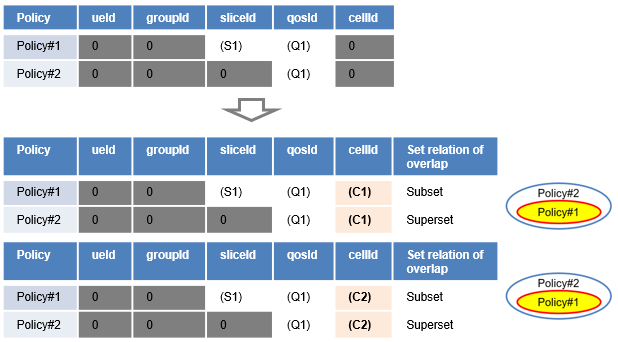 Policy ueId groupId sliceId qosId cellId
Policy#1 0 0 (S1) (Q1) 0
Policy#2 0 0 0 (Q1) 0
Policy ueId groupId sliceId qosId cellId Set relation of
overlap
Policy#1 0 0 (S1) (Q1) (C1) Subset
Policy#2 0 0 0 (Q1) (C1) Superset
Policy#2
Policy#1
Policy ueId groupId sliceId qosId cellId Set relation of
overlap
Policy#1 0 0 (S1) (Q1) (C2) Subset
Policy#2 0 0 0 (Q1) (C2) Superset
Policy#2
Policy#1